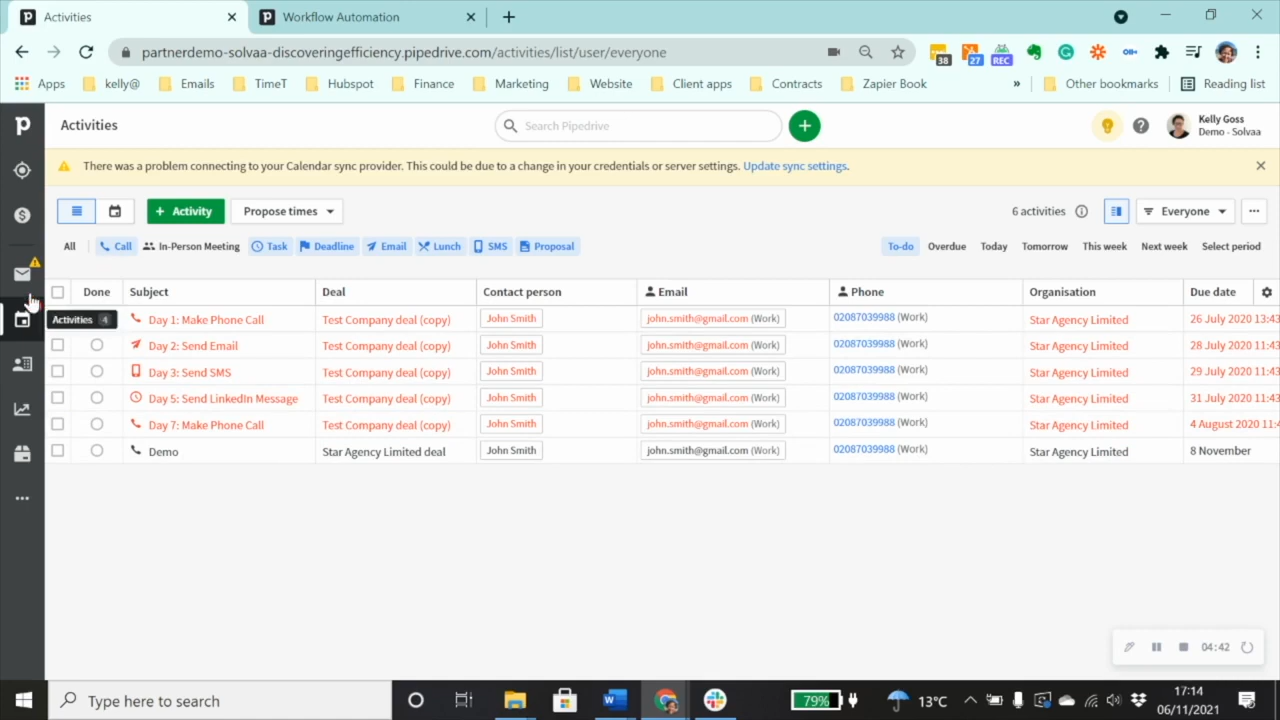 Activities
Workflow Automation
partnerdemo-solvaa-discoveringefficiency.pipedrive.com/activities/list/user/everyone
38
27
REC
Apps
kelly@
Emails
TimeT
Hubspot
Finance
Marketing
Website
Client apps
Contracts
Zapier Book
»
Other bookmarks
Reading list
Activities
Search Pipedrive
Kelly Goss
Demo - Solvaa
There was a problem connecting to your Calendar sync provider. This could be due to a change in your credentials or server settings. Update sync settings.
+ Activity
Propose times
6 activities
Everyone
All
Call
In-Person Meeting
Task
Deadline
Email
Lunch
SMS
Proposal
To-do
Overdue
Today
Tomorrow
This week
Next week
Select period
Done Subject Deal Contact person Email Phone Organisation Due date
Activities 4
Day 1: Make Phone Call Test Company deal (copy) John Smith john.smith@gmail.com (Work) 02087039988 (Work) Star Agency Limited 26 July 2020 13:43
Day 2: Send Email Test Company deal (copy) John Smith john.smith@gmail.com (Work) 02087039988 (Work) Star Agency Limited 28 July 2020 11:43
Day 3: Send SMS Test Company deal (copy) John Smith john.smith@gmail.com (Work) 02087039988 (Work) Star Agency Limited 29 July 2020 11:43
Day 5: Send LinkedIn Message Test Company deal (copy) John Smith john.smith@gmail.com (Work) 02087039988 (Work) Star Agency Limited 31 July 2020 11:43
Day 7: Make Phone Call Test Company deal (copy) John Smith john.smith@gmail.com (Work) 02087039988 (Work) Star Agency Limited 4 August 2020 11:4
Demo Star Agency Limited deal John Smith john.smith@gmail.com (Work) 02087039988 (Work) Star Agency Limited 8 November
04:42
Type here to search
79%
13°C
17:14
06/11/2021